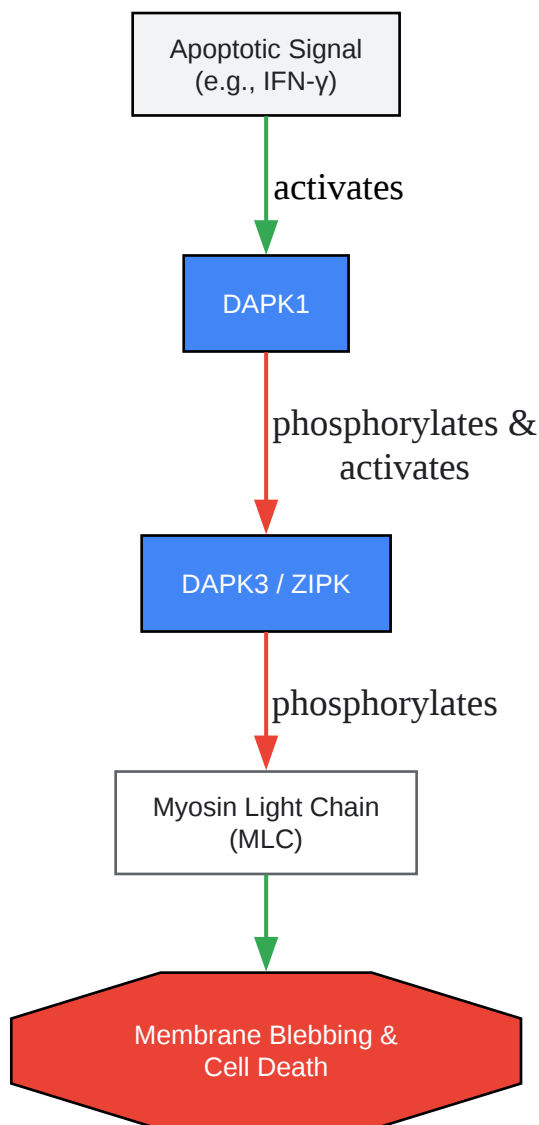 Apoptotic Signal
(e.g., IFN-γ)
activates
DAPK1
phosphorylates &
activates
DAPK3 / ZIPK
phosphorylates
Myosin Light Chain
(MLC)
Membrane Blebbing &
Cell Death